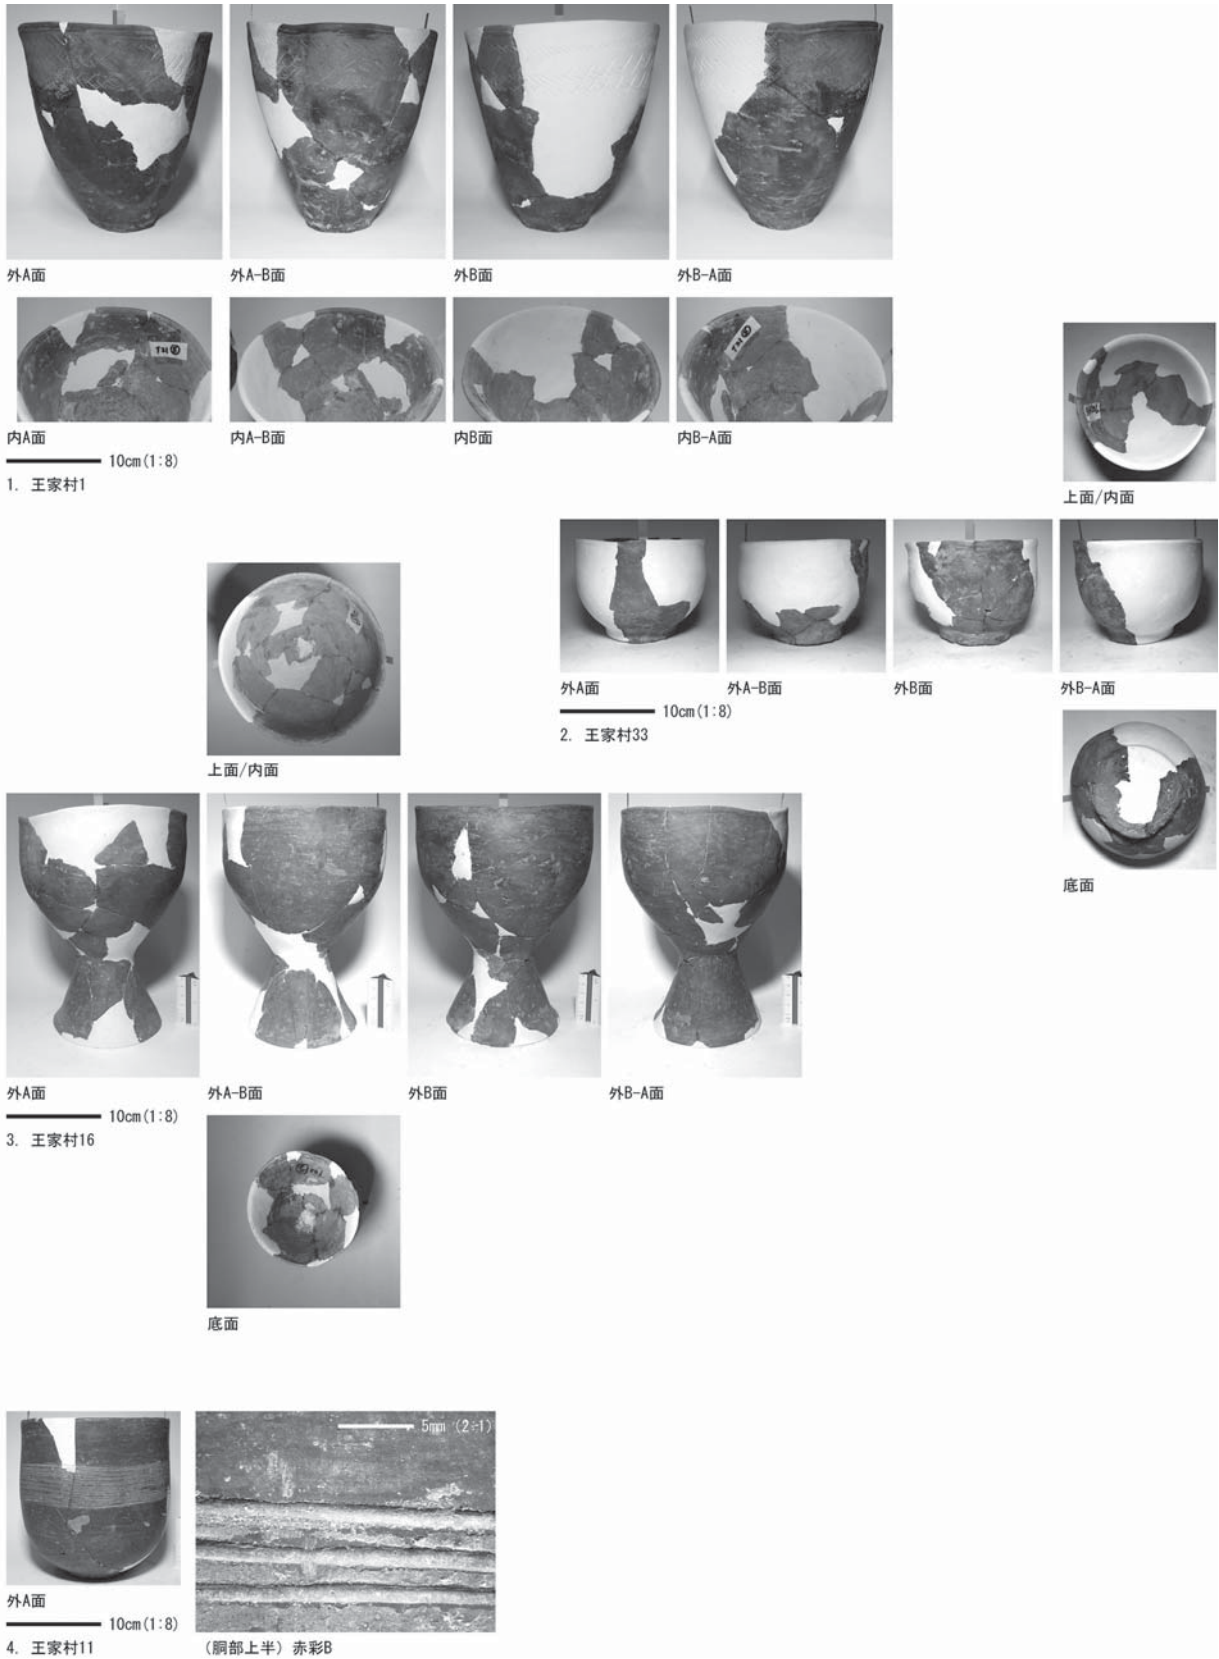 外A面
外A-B面
外B面
外B-A面
内A面
内A-B面
内B面
内B-A面
10cm(1:8)
1. 王家村1
上面/内面
外A面
外A-B面
外B面
外B-A面
10cm(1:8)
2. 王家村33
底面
上面/内面
外A面
外A-B面
外B面
外B-A面
10cm(1:8)
3. 王家村16
底面
5mm (2:1)
外A面
10cm(1:8)
4. 王家村11
(胴部上半) 赤彩B